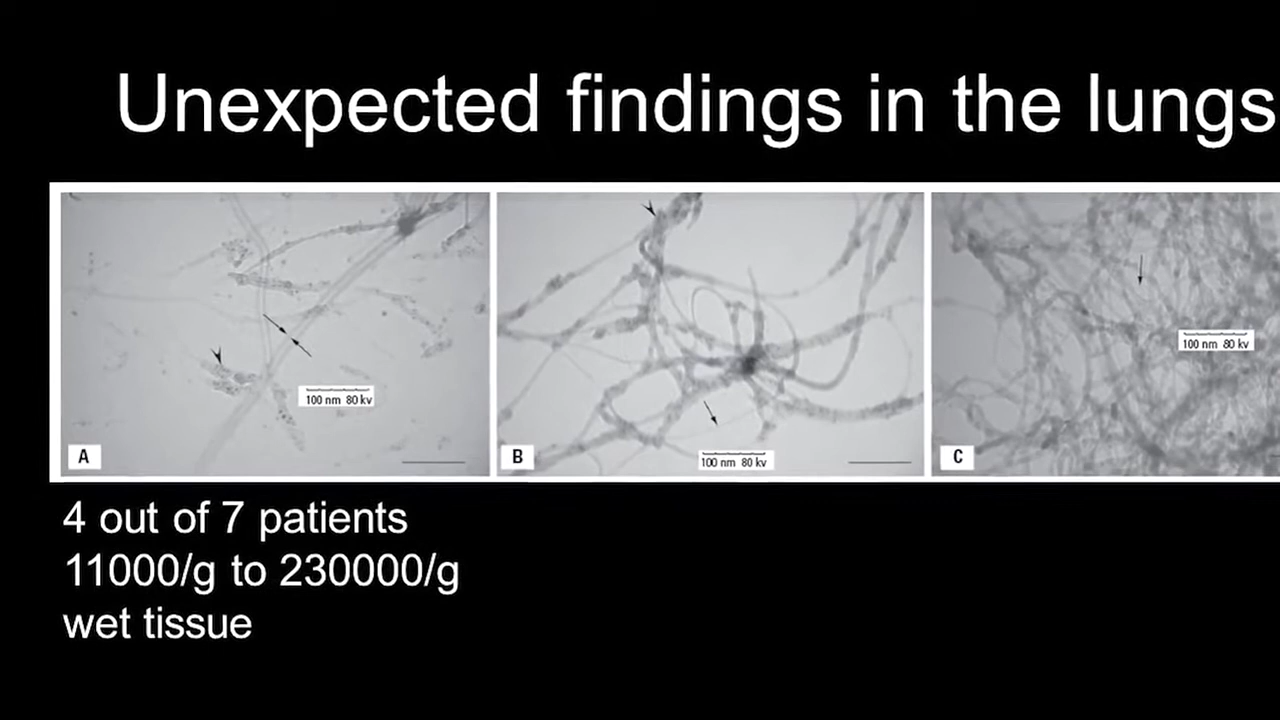 Unexpected findings in the lungs
100 nm 80 kv
100 nm 80 kv
100 nm 80 kv
A
B
C
4 out of 7 patients
11000/g to 230000/g
wet tissue